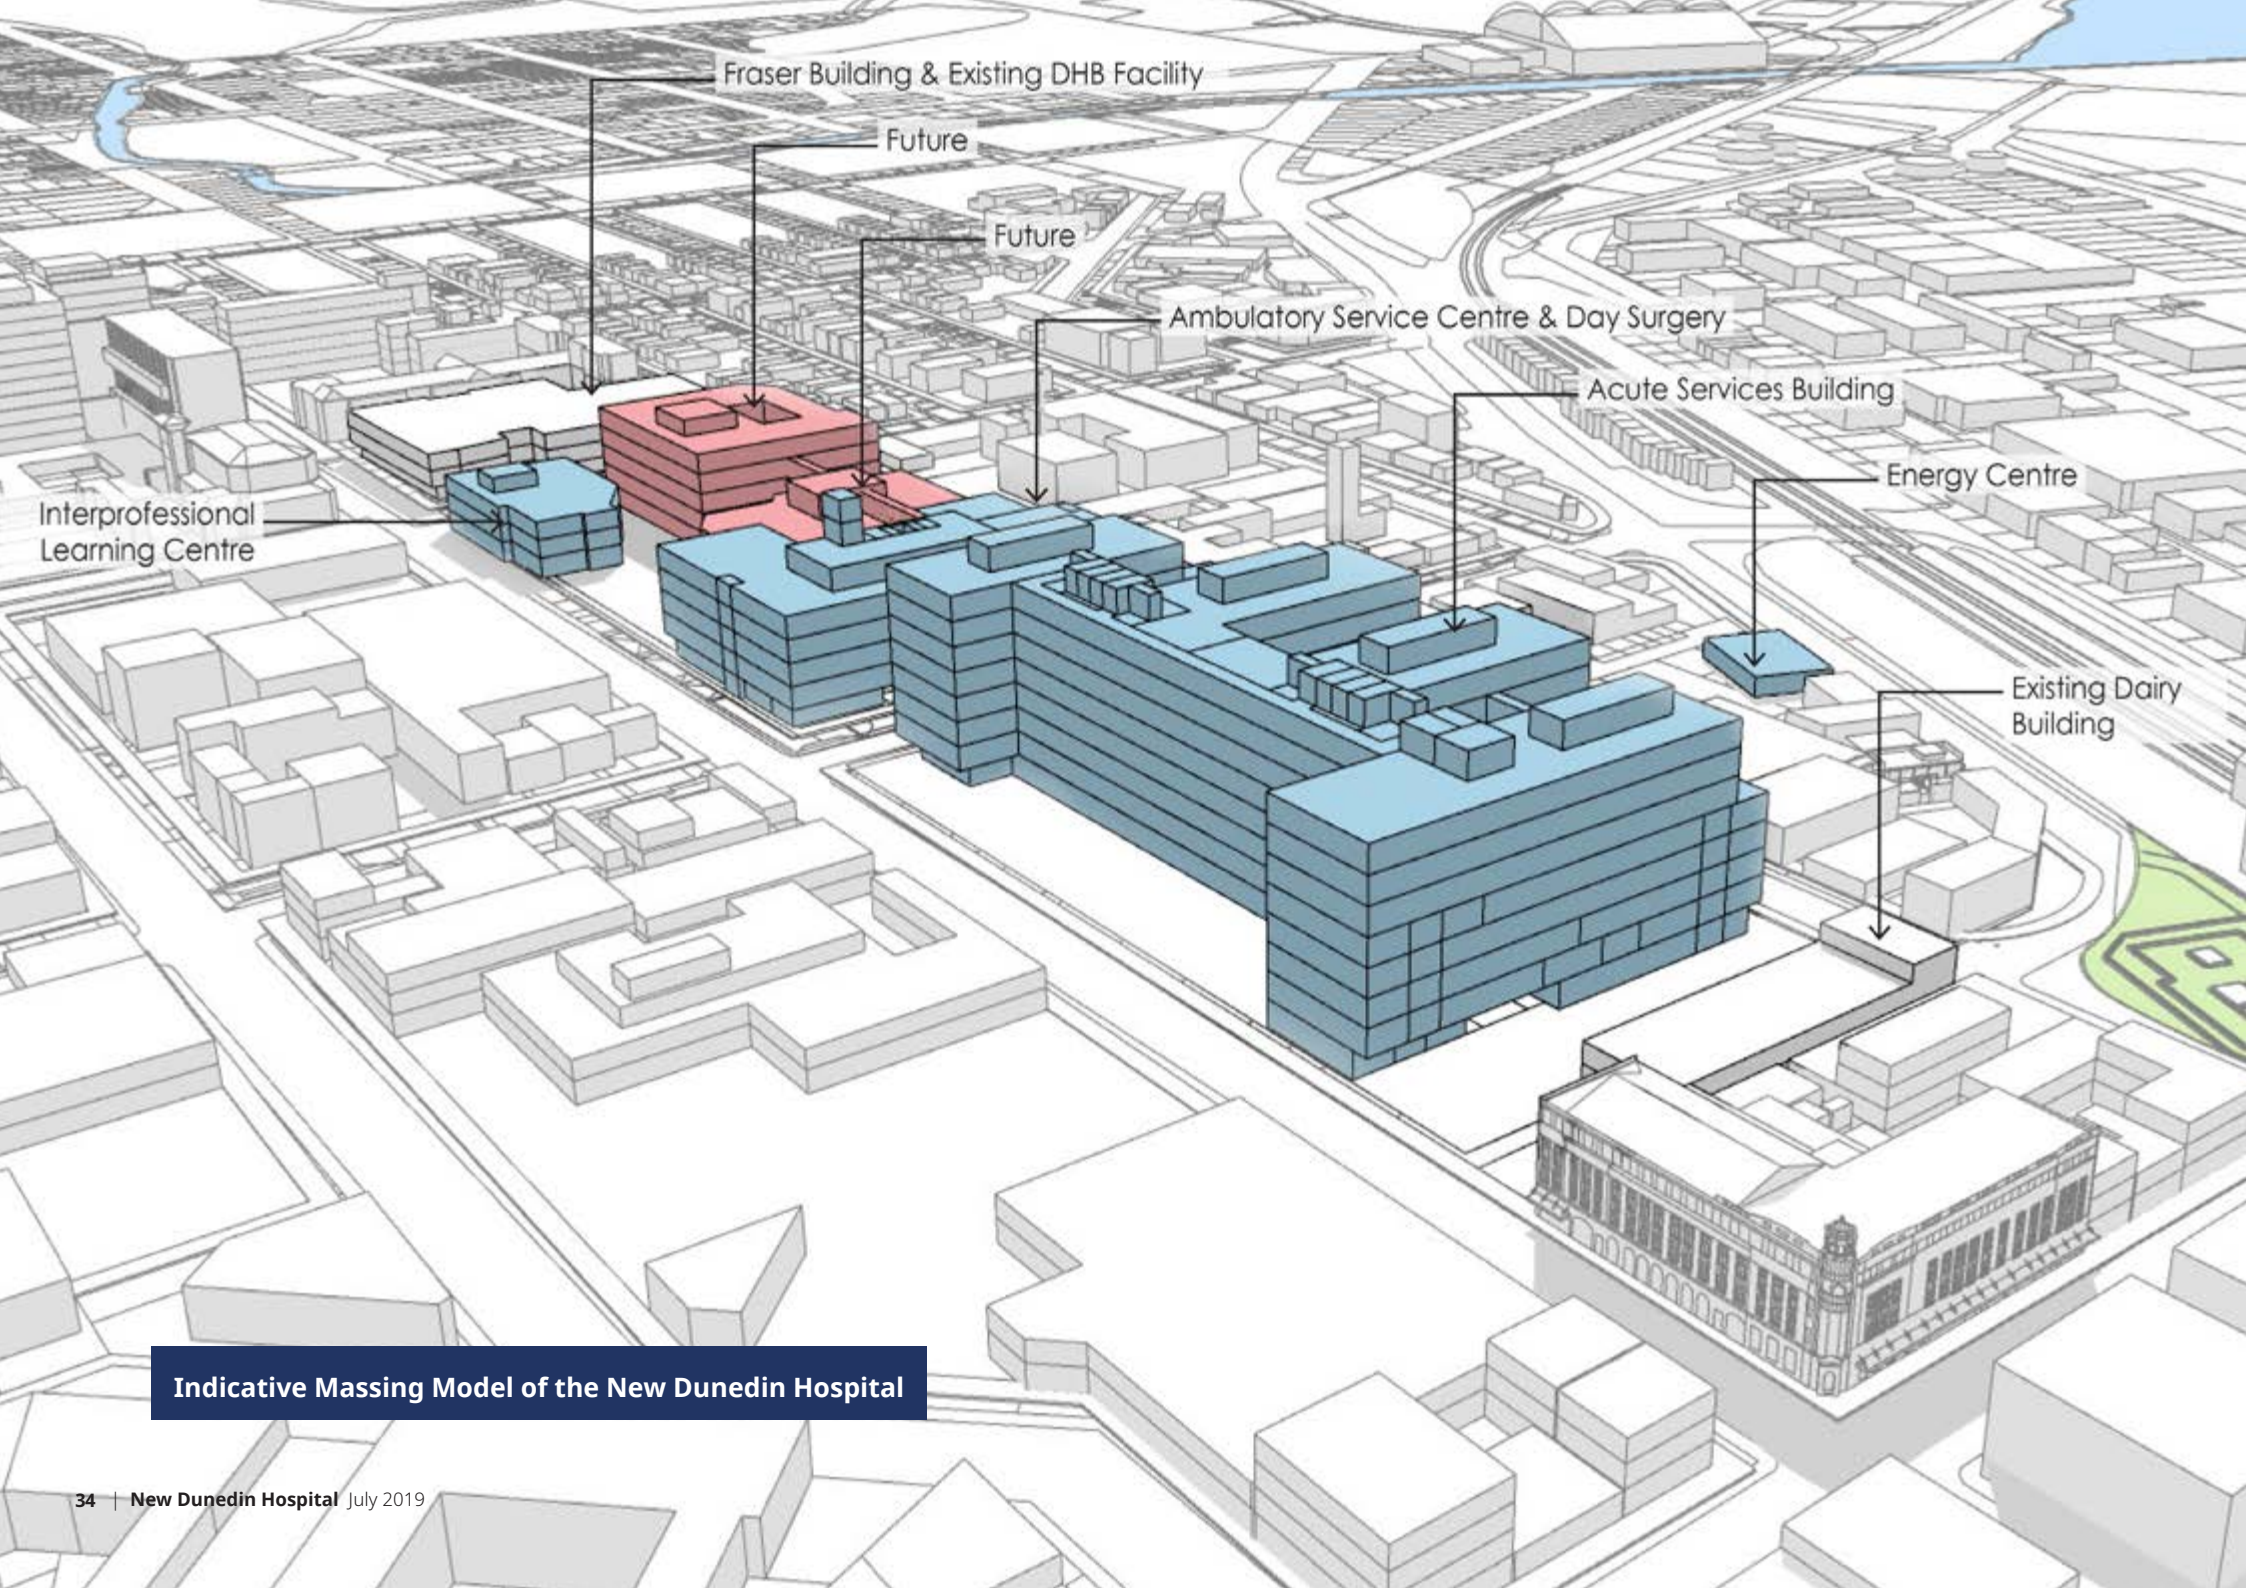 Fraser Building & Existing DHB Facility
Future
Future
Ambulatory Service Centre & Day Surgery
Acute Services Building
Energy Centre
Interprofessional
Learning Centre
Existing Dairy
Building
Indicative Massing Model of the New Dunedin Hospital
34 | New Dunedin Hospital July 2019